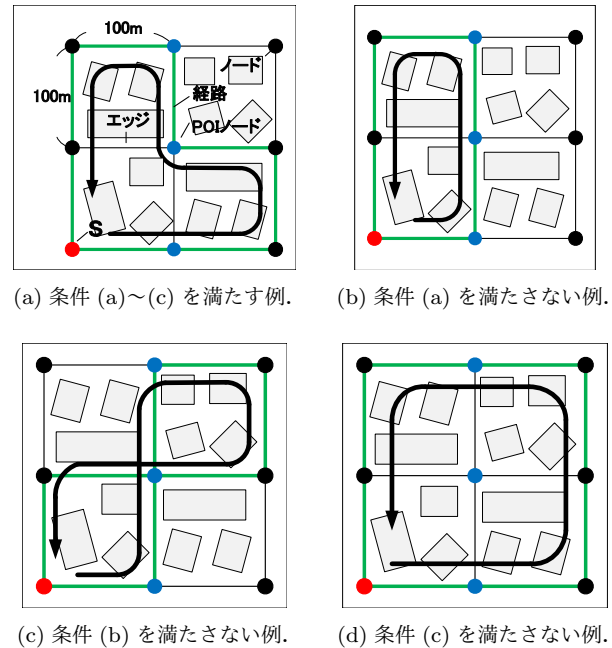 100m
ノード
100m
経路
エッジ
POIノード
S
(a) 条件 (a)～(c) を満たす例.
(b) 条件 (a) を満たさない例.
(c) 条件 (b) を満たさない例.
(d) 条件 (c) を満たさない例.